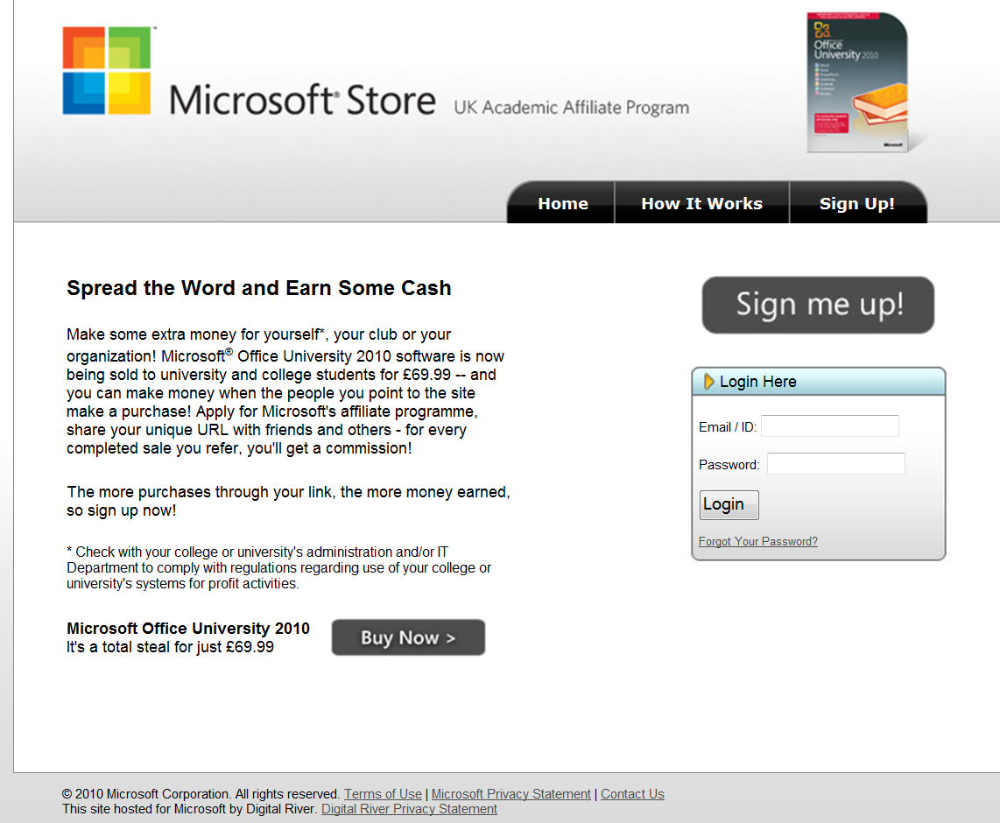 Microsoft® Store UK Academic Affiliate Program
Office
University 2010
Microsoft
Home How It Works Sign Up!
Spread the Word and Earn Some Cash
Sign me up!
Make some extra money for yourself*, your club or your
organization! Microsoft® Office University 2010 software is now
being sold to university and college students for £69.99 -- and
you can make money when the people you point to the site
make a purchase! Apply for Microsoft's affiliate programme,
share your unique URL with friends and others - for every
completed sale you refer, you'll get a commission!
The more purchases through your link, the more money earned,
so sign up now!
* Check with your college or university's administration and/or IT
Department to comply with regulations regarding use of your college or
university's systems for profit activities.
Microsoft Office University 2010
It's a total steal for just £69.99
Buy Now >
Login Here
Email / ID:
Password:
Login
Forgot Your Password?
© 2010 Microsoft Corporation. All rights reserved. Terms of Use | Microsoft Privacy Statement | Contact Us
This site hosted for Microsoft by Digital River. Digital River Privacy Statement